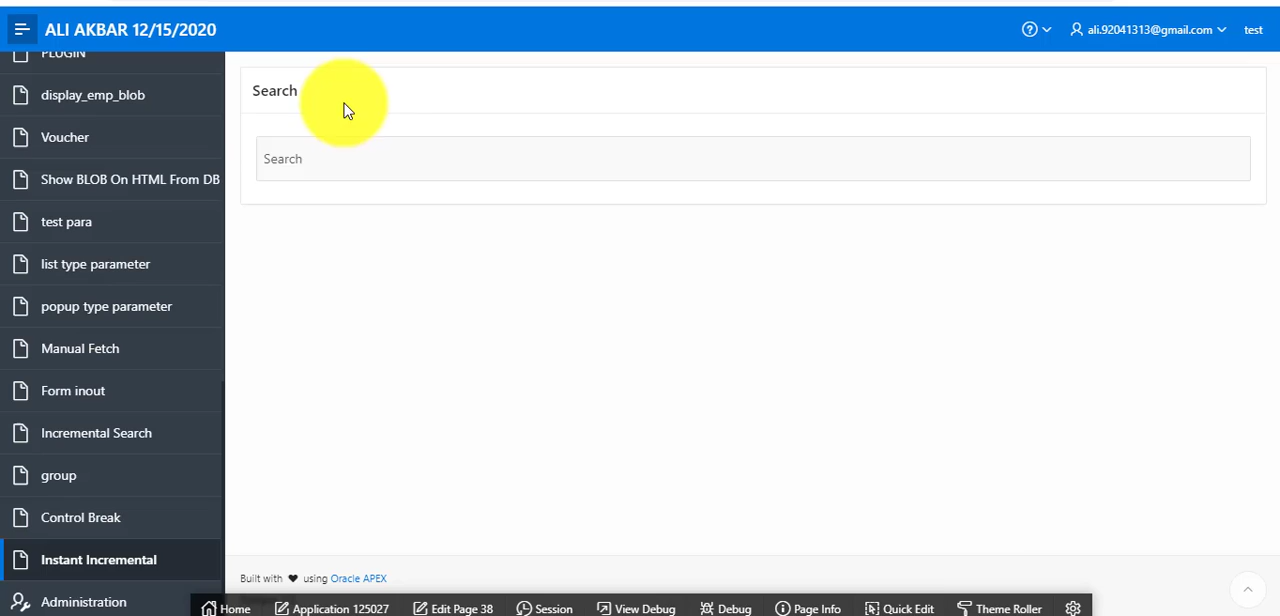 ALI AKBAR 12/15/2020
ali.92041313@gmail.com
test
PLUGIN
display_emp_blob
Voucher
Show BLOB On HTML From DB
test para
list type parameter
popup type parameter
Manual Fetch
Form inout
Incremental Search
group
Control Break
Instant Incremental
Administration
Search
Search
Built with ♥ using Oracle APEX
Home
Application 125027
Edit Page 38
Session
View Debug
Debug
Page Info
Quick Edit
Theme Roller